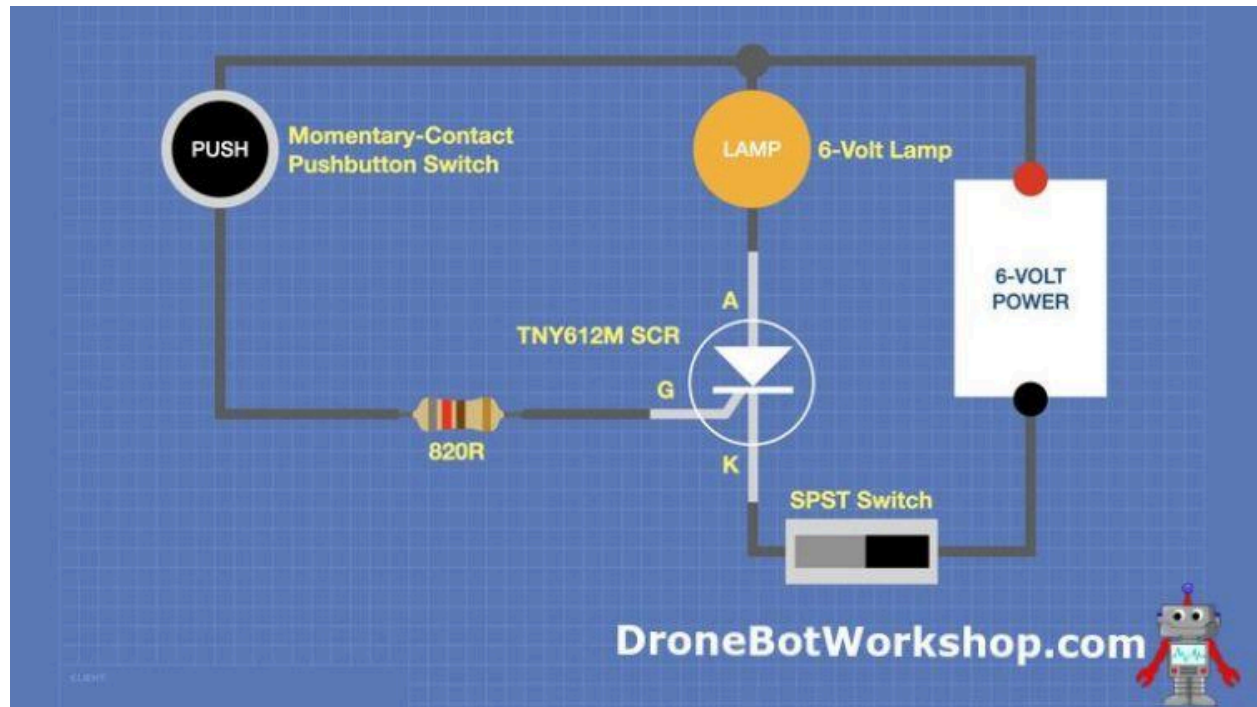 PUSH
Momentary-Contact
Pushbutton Switch
LAMP
6-Volt Lamp
6-VOLT
POWER
A
TNY612M SCR
G
820R
K
SPST Switch
DroneBotWorkshop.com